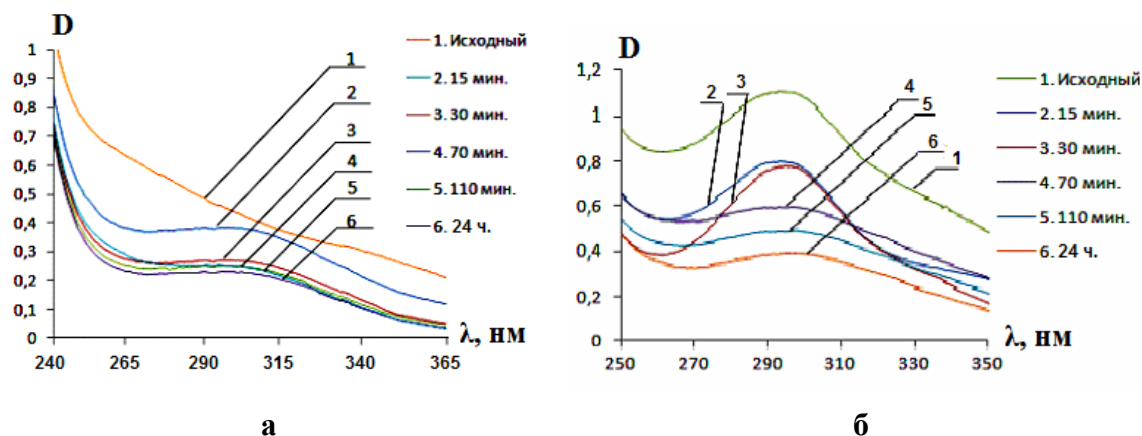 D
1
0,9
0,8
0,7
0,6
0,5
0,4
0,3
0,2
0,1
0
240 265 290 315 340 365
λ, нм
1
2
3
4
5
6
1. Исходный
2.15 мин.
3.30 мин.
4.70 мин.
5.110 мин.
6. 24 ч.
а
D
1,2
1
0,8
0,6
0,4
0,2
0
250 270 290 310 330 350
λ, нм
2 3 4
5
6 1
1. Исходный
2.15 мин.
3.30 мин.
4.70 мин.
5.110 мин.
6. 24 ч.
б